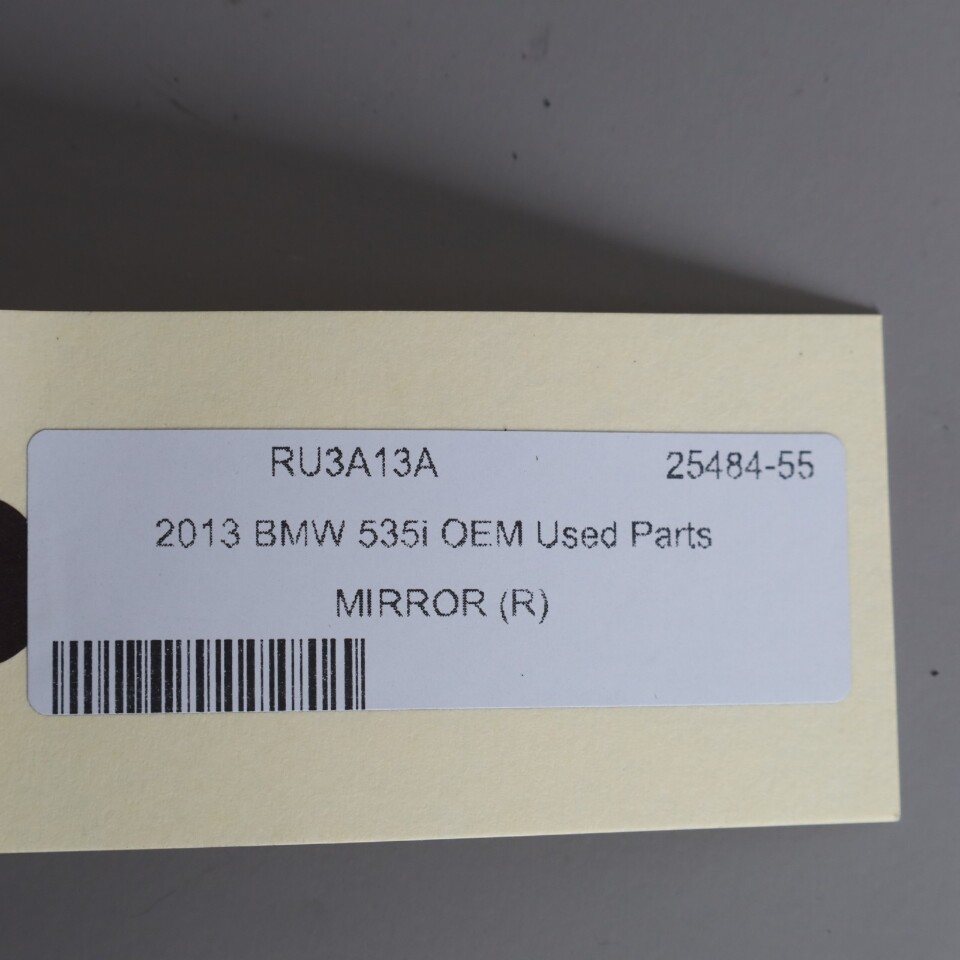 RU3A13A 25484-55
2013 BMW 535i OEM Used Parts
MIRROR (R)